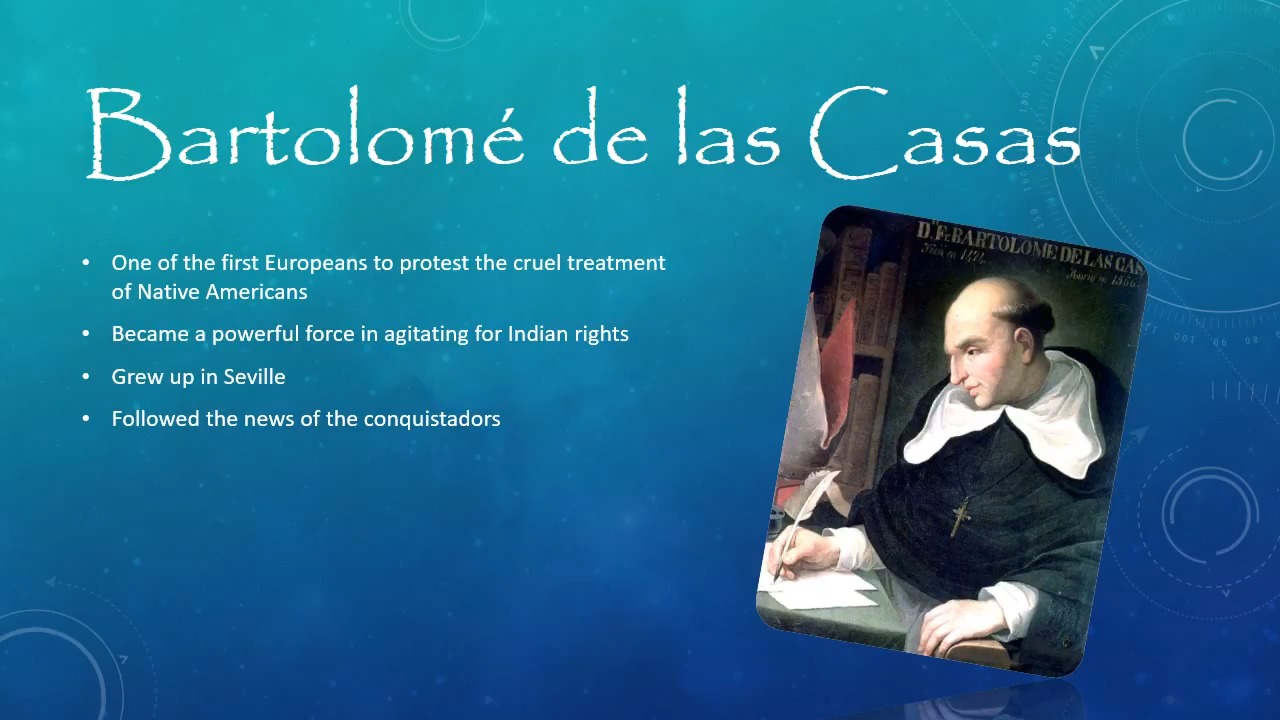 Bartolomé de las Casas
• One of the first Europeans to protest the cruel treatment
of Native Americans
• Became a powerful force in agitating for Indian rights
• Grew up in Seville
• Followed the news of the conquistadors
BARTOLOME DE LAS CAS